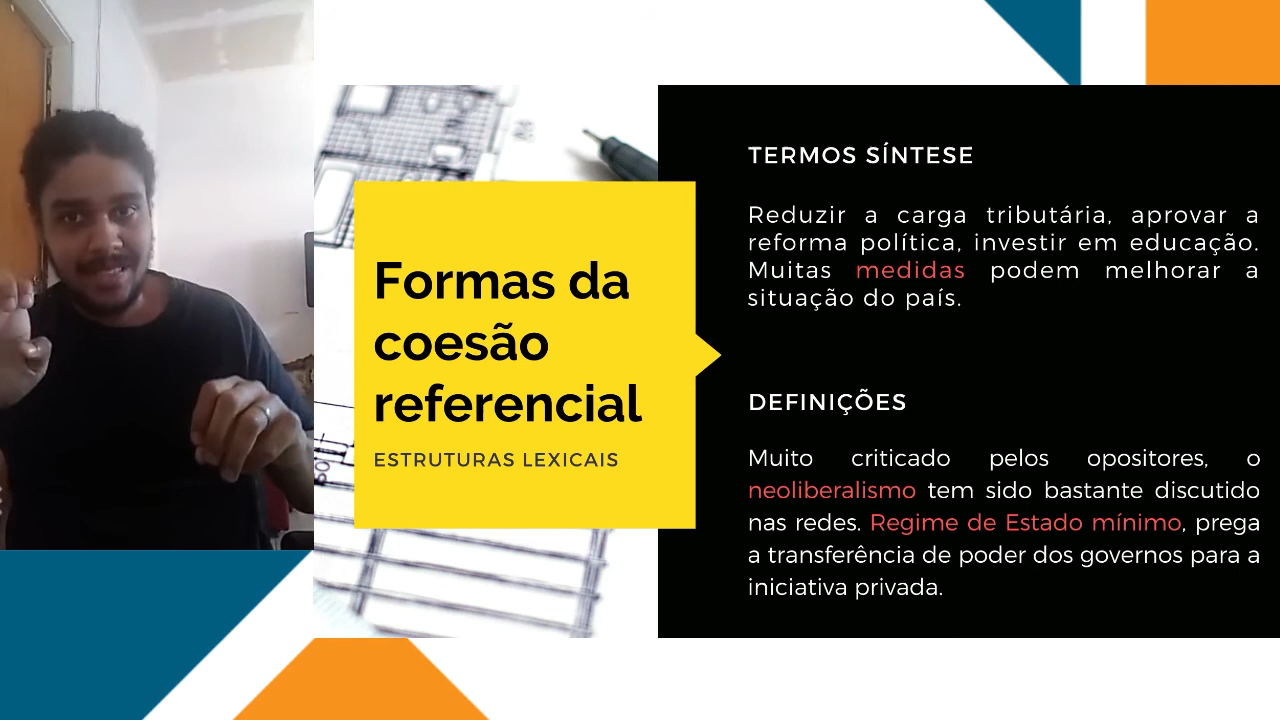 Formas da
coesão
referencial
ESTRUTURAS LEXICAIS
TERMOS SÍNTESE
Reduzir a carga tributária, aprovar a
reforma política, investir em educação.
Muitas medidas podem melhorar a
situação do país.
DEFINIÇÕES
Muito criticado pelos opositores, o
neoliberalismo tem sido bastante discutido
nas redes. Regime de Estado mínimo, prega
a transferência de poder dos governos para a
iniciativa privada.